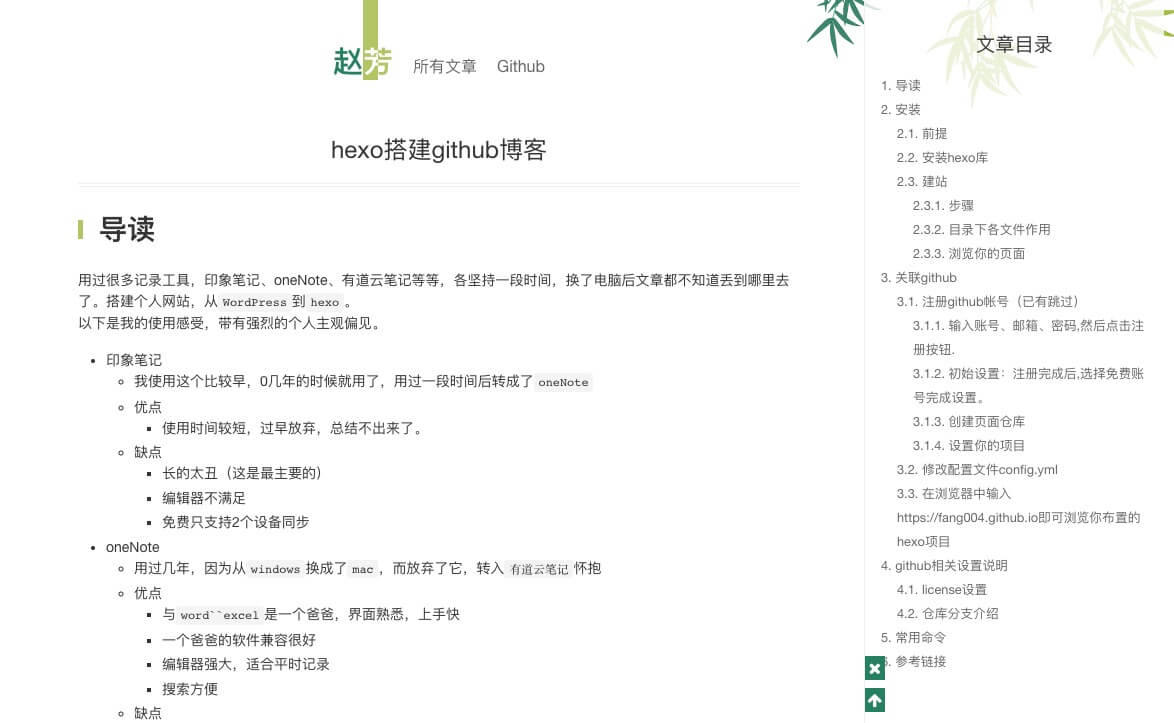 赵芳
所有文章
Github
hexo搭建github博客
导读
用过很多记录工具，印象笔记、oneNote、有道云笔记等等，各坚持一段时间，换了电脑后文章都不知道丢到哪里去
了。搭建个人网站，从 WordPress 到 hexo 。
以下是我的使用感受，带有强烈的个人主观偏见。
印象笔记
我使用这个比较早，0几年的时候就用了，用过一段时间后转成了 oneNote
优点
使用时间较短，过早放弃，总结不出来了。
缺点
长的太丑（这是最主要的）
编辑器不满足
免费只支持2个设备同步
oneNote
用过几年，因为从 windows 换成了 mac ，而放弃了它，转入 有道云笔记 怀抱
优点
与 word``excel 是一个爸爸，界面熟悉，上手快
一个爸爸的软件兼容很好
编辑器强大，适合平时记录
搜索方便
缺点
文章目录
1. 导读
2. 安装
2.1. 前提
2.2. 安装hexo库
2.3. 建站
2.3.1. 步骤
2.3.2. 目录下各文件作用
2.3.3. 浏览你的页面
3. 关联github
3.1. 注册github帐号（已有跳过）
3.1.1. 输入账号、邮箱、密码,然后点击注
册按钮.
3.1.2. 初始设置：注册完成后,选择免费账
号完成设置。
3.1.3. 创建页面仓库
3.1.4. 设置你的项目
3.2. 修改配置文件config.yml
3.3. 在浏览器中输入
https://fang004.github.io即可浏览你布置的
hexo项目
4. github相关设置说明
4.1. license设置
4.2. 仓库分支介绍
5. 常用命令
6. 参考链接